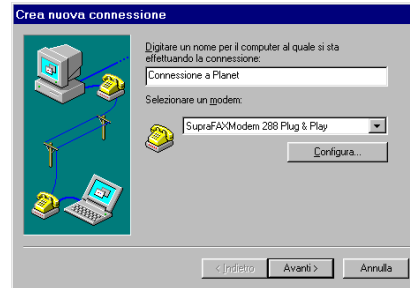 Crea nuova connessione
Digitare un nome per il computer al quale si sta
effettuando la connessione:
Connessione a Planet
Selezionare un modem:
SupraFAXModem 288 Plug & Play
Configura...
< Indietro
Avanti >
Annulla